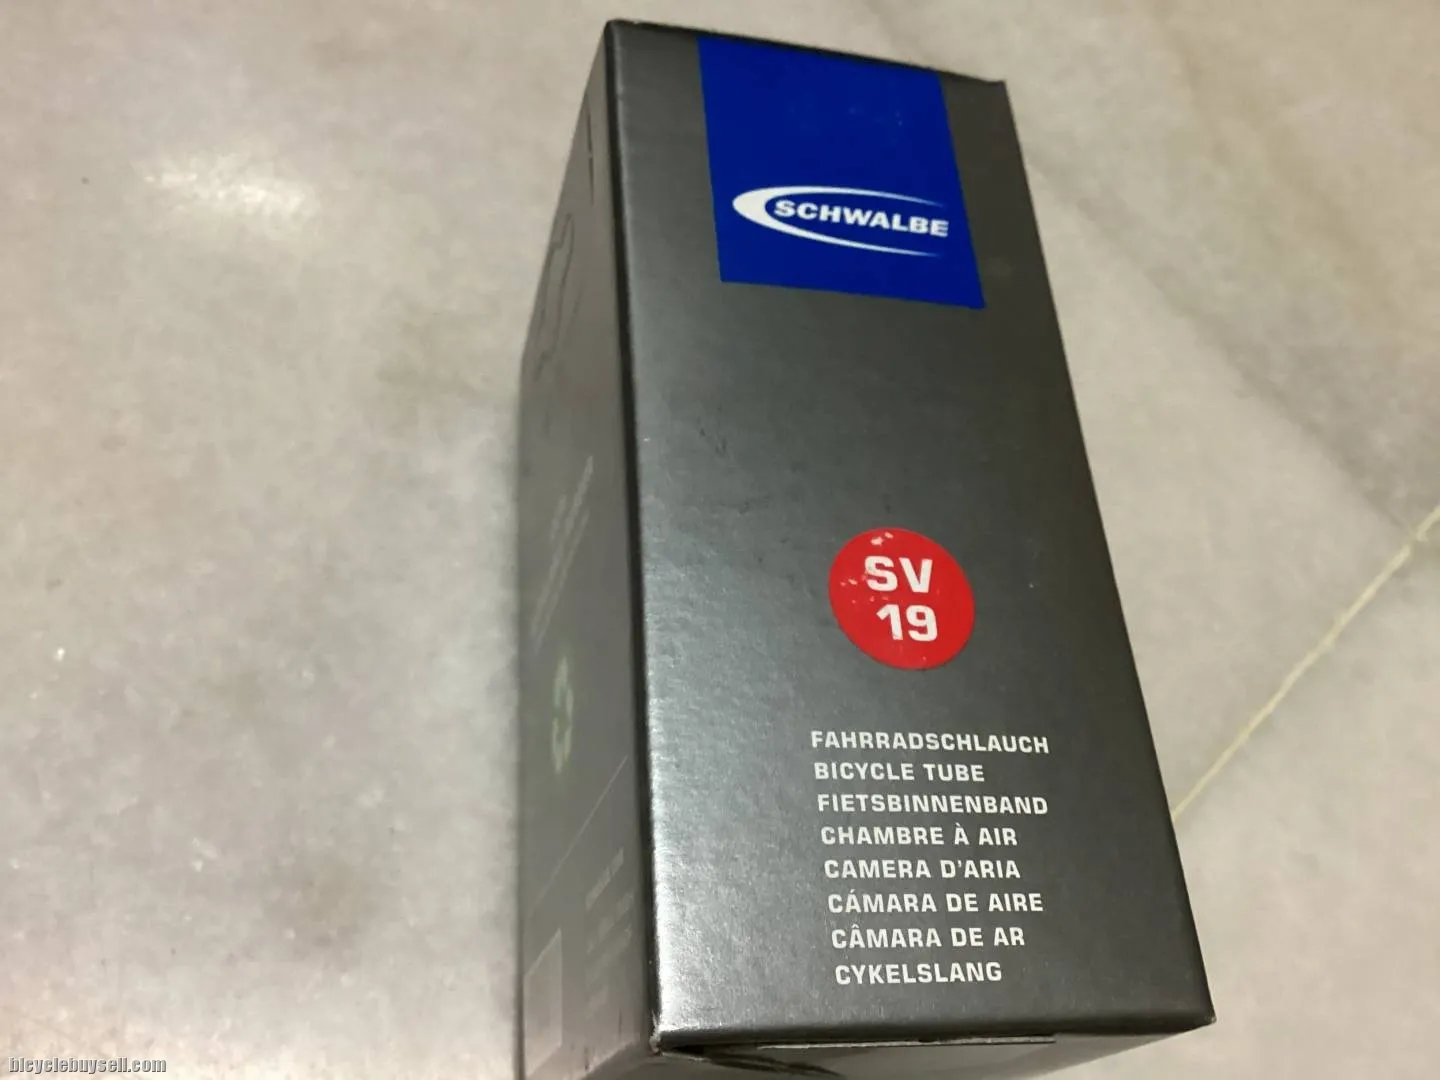 SCHWALBE
SV
19
FAHRRADSCHLAUCH
BICYCLE TUBE
FIETSBINNENBAND
CHAMBRE À AIR
CAMERA D'ARIA
CÁMARA DE AIRE
CÂMARA DE AR
CYKELSLANG
bicyclebuysell.com